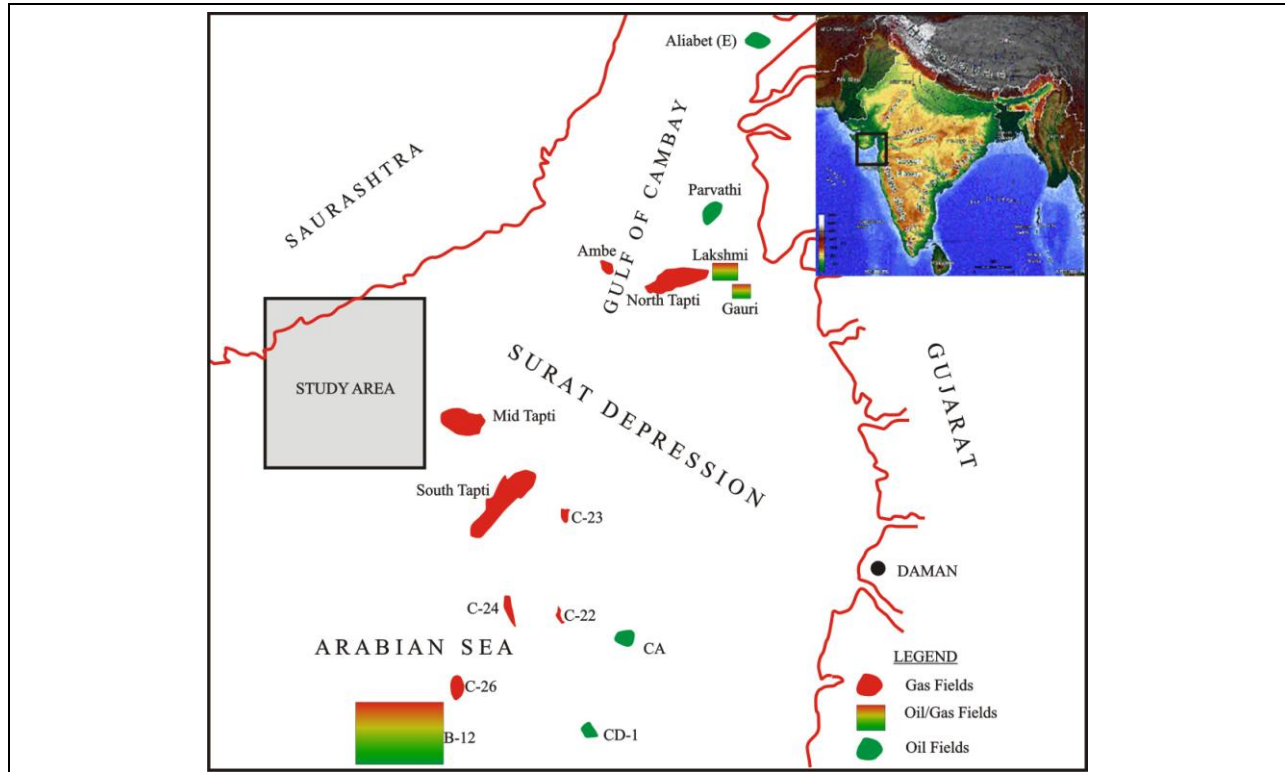 Aliabet (E)
SAURASHTRA
GULF OF CAMBAY
Parvathi
Ambe
Lakshmi
North Tapti
Gauri
STUDY AREA
SURAT DEPRESSION
GUJARAT
Mid Tapti
South Tapti
C-23
DAMAN
C-24
C-22
ARABIAN SEA
CA
LEGEND
C-26
Gas Fields
B-12
Oil/Gas Fields
CD-1
Oil Fields